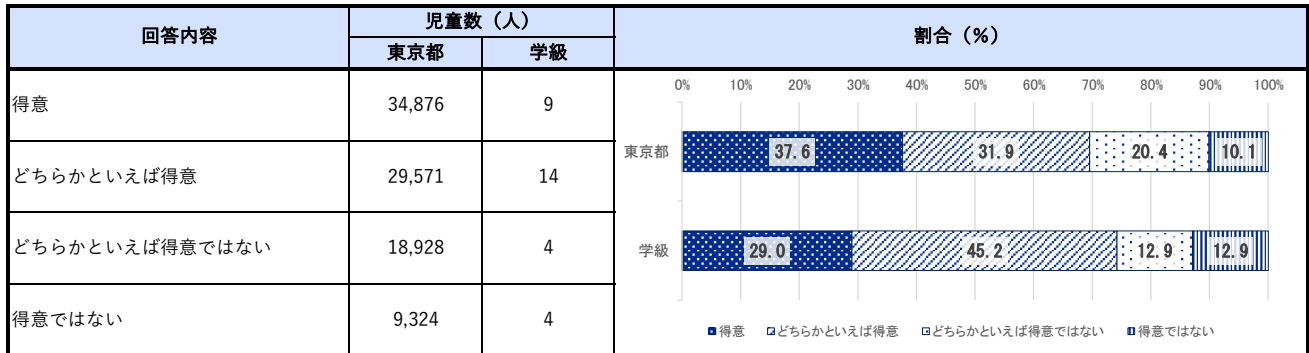 回答内容 児童数（人） 割合（%）
東京都 学級
得意 34,876 9
どちらかといえば得意 29,571 14
どちらかといえば得意ではない 18,928 4
得意ではない 9,324 4
0% 10% 20% 30% 40% 50% 60% 70% 80% 90% 100%
東京都 37.6 31.9 20.4 10.1
学級 29.0 45.2 12.9 12.9
得意 どちらかといえば得意 どちらかといえば得意ではない 得意ではない